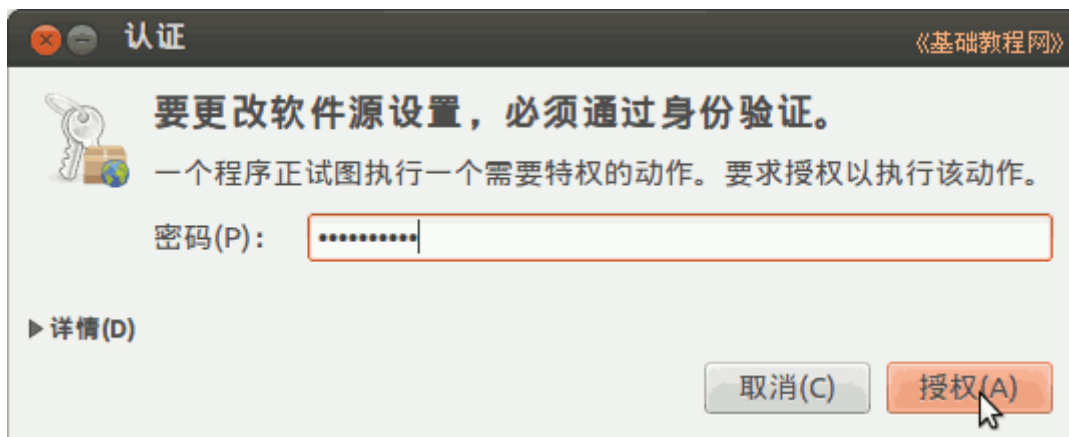 认证
《基础教程网》
要更改软件源设置，必须通过身份验证。
一个程序正试图执行一个需要特权的动作。要求授权以执行该动作。
密码(P)： ••••••••••
详情(D)
取消(C) 授权(A)